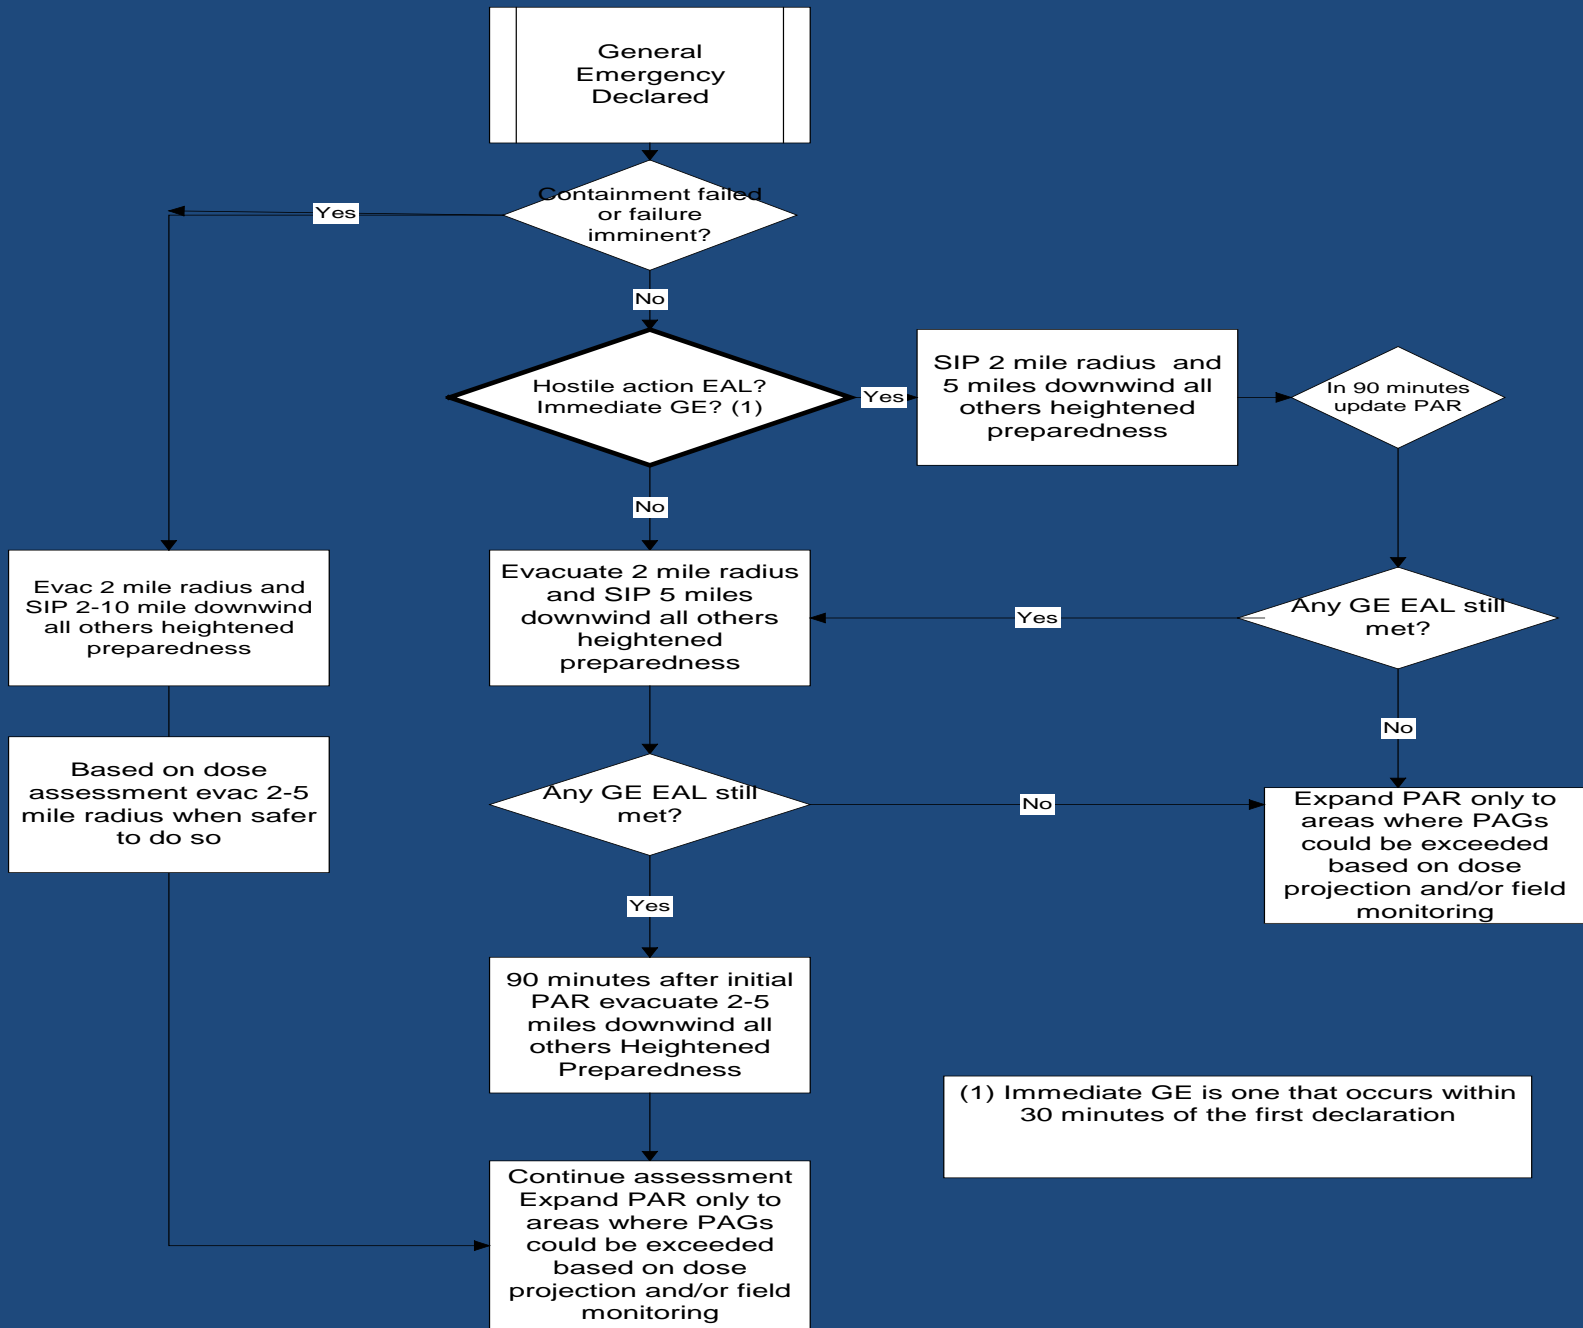 General
Emergency
Declared
Containment failed
or failure
imminent?
Yes
No
Hostile action EAL?
Immediate GE? (1)
Yes
SIP 2 mile radius  and
5 miles downwind all
others heightened
preparedness
In 90 minutes
update PAR
No
Evac 2 mile radius and
SIP 2-10 mile downwind
all others heightened
preparedness
Evacuate 2 mile radius
and SIP 5 miles
downwind all others
heightened
preparedness
Yes
Any GE EAL still
met?
No
Based on dose
assessment evac 2-5
mile radius when safer
to do so
Any GE EAL still
met?
No
Expand PAR only to
areas where PAGs
could be exceeded
based on dose
projection and/or field
monitoring
Yes
90 minutes after initial
PAR evacuate 2-5
miles downwind all
others Heightened
Preparedness
(1) Immediate GE is one that occurs within
30 minutes of the first declaration
Continue assessment
Expand PAR only to
areas where PAGs
could be exceeded
based on dose
projection and/or field
monitoring